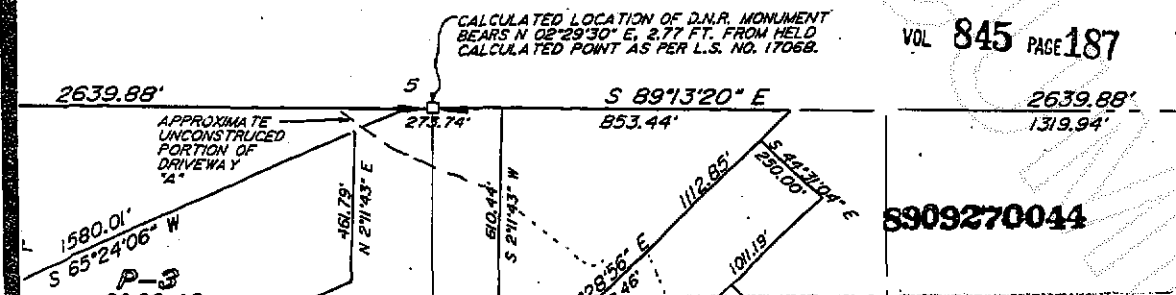 CALCULATED LOCATION OF D.N.R. MONUMENT
BEARS N 02°29'30" E, 2.77 FT. FROM HELD
CALCULATED POINT AS PER L.S. NO. 17068.
VOL 845 PAGE 187
2639.88'
5
S 89°13'20" E
2639.88'
273.74'
853.44'
1319.94'
APPROXIMATE
UNCONSTRUCED
PORTION OF
DRIVEWAY
"A"
1580.01'
S 65°24'06" W
461.79'
N 2°11'43" E
610.44'
S 2°11'43" W
1112.85'
S 44°31'04" E
250.00'
1011.19'
8909270044
P-3